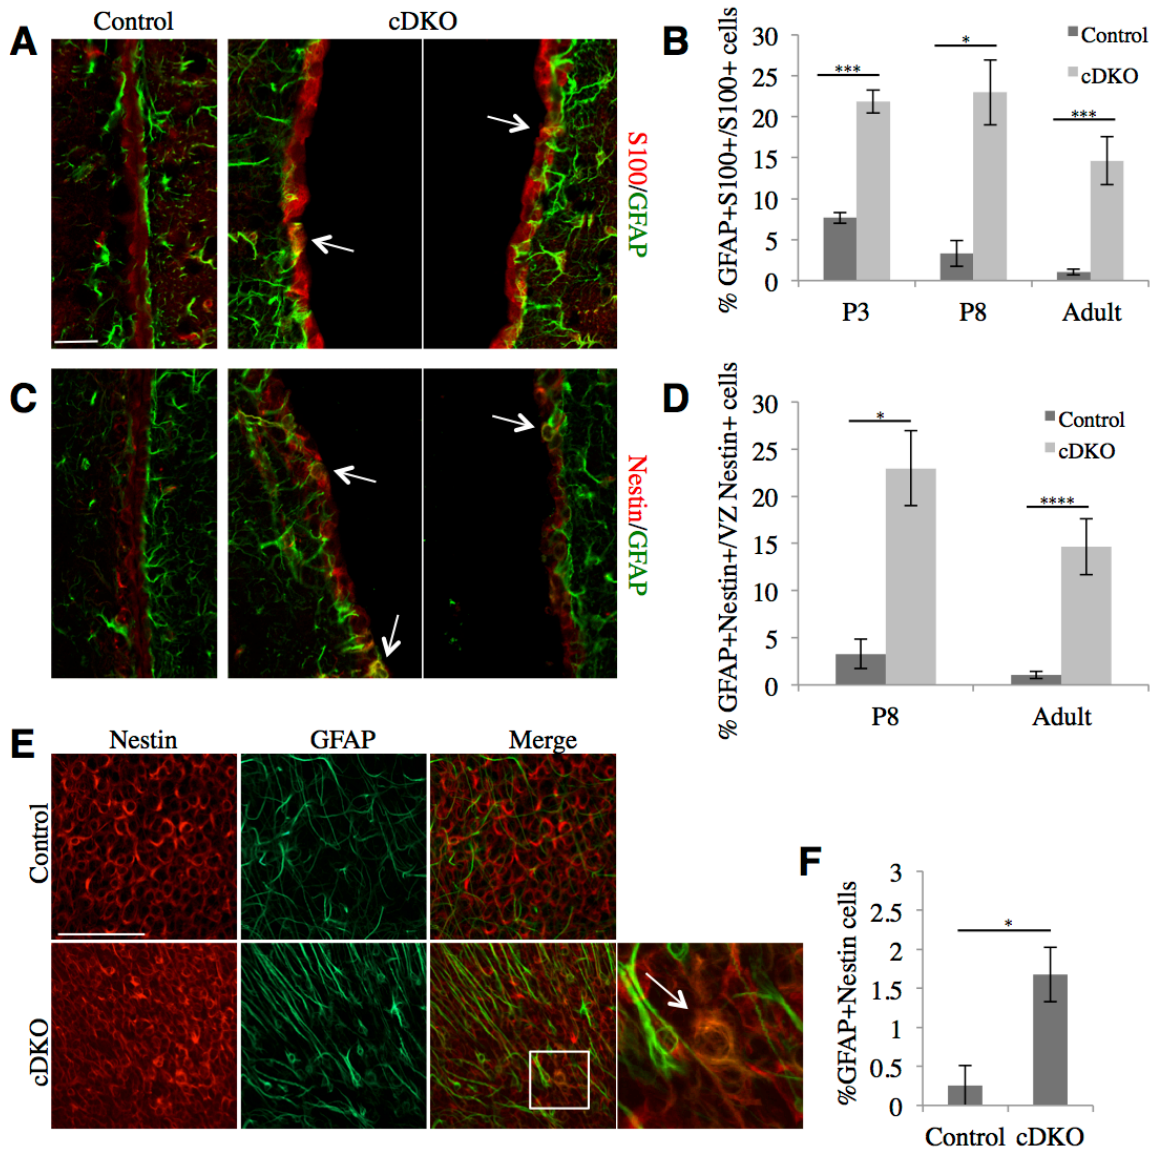 A
Control
cDKO
S100/GFAP
B
% GFAP+S100+/S100+ cells
30
25
20
15
10
5
0
***
*
***
Control
cDKO
P3
P8
Adult
C
Nestin/GFAP
D
% GFAP+Nestin+/VZ Nestin+ cells
30
25
20
15
10
5
0
*
****
Control
cDKO
P8
Adult
E
Nestin
GFAP
Merge
Control
cDKO
F
%GFAP+Nestin cells
3
2.5
2
1.5
1
0.5
0
*
Control cDKO